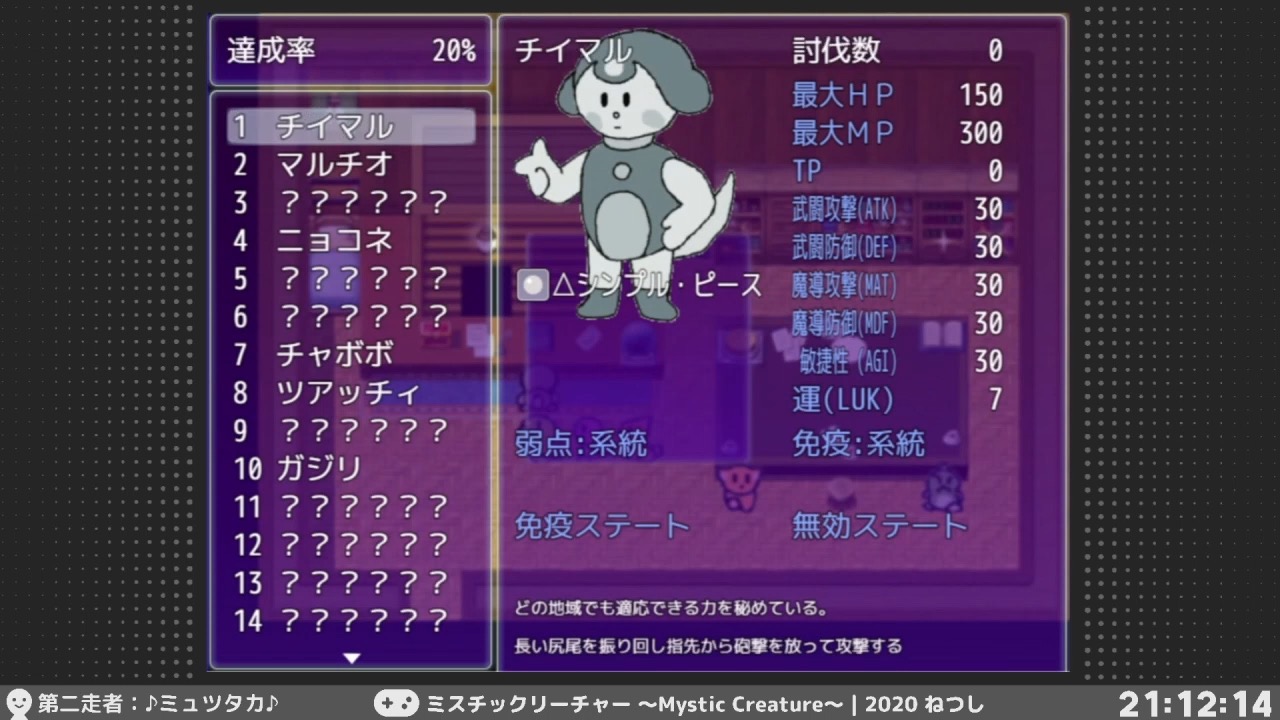 達成率 20%
1 チイマル
2 マルチオ
3 ？？？？？？
4 ニョコネ
5 ？？？？？？
6 ？？？？？？
7 チャボボ
8 ツアッチィ
9 ？？？？？？
10 ガジリ
11 ？？？？？？
12 ？？？？？？
13 ？？？？？？
14 ？？？？？？
チイマル
△シンプル・ピース
討伐数 0
最大ＨＰ 150
最大ＭＰ 300
TP 0
武闘攻撃(ATK) 30
武闘防御(DEF) 30
魔導攻撃(MAT) 30
魔導防御(MDF) 30
敏捷性(AGI) 30
運(LUK) 7
弱点:系統 免疫:系統
免疫ステート 無効ステート
どの地域でも適応できる力を秘めている。
長い尻尾を振り回し指先から砲撃を放って攻撃する
第二走者：♪ミュツタカ♪ ミスチックリーチャー ～Mystic Creature～ | 2020 ねつし 21:12:14